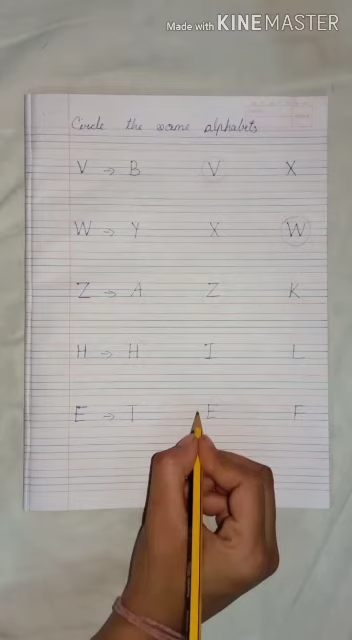 Made with KINEMASTER
Circle the same alphabets
V → B V X
W → Y X W
Z → A Z K
H → H I L
E → T E F